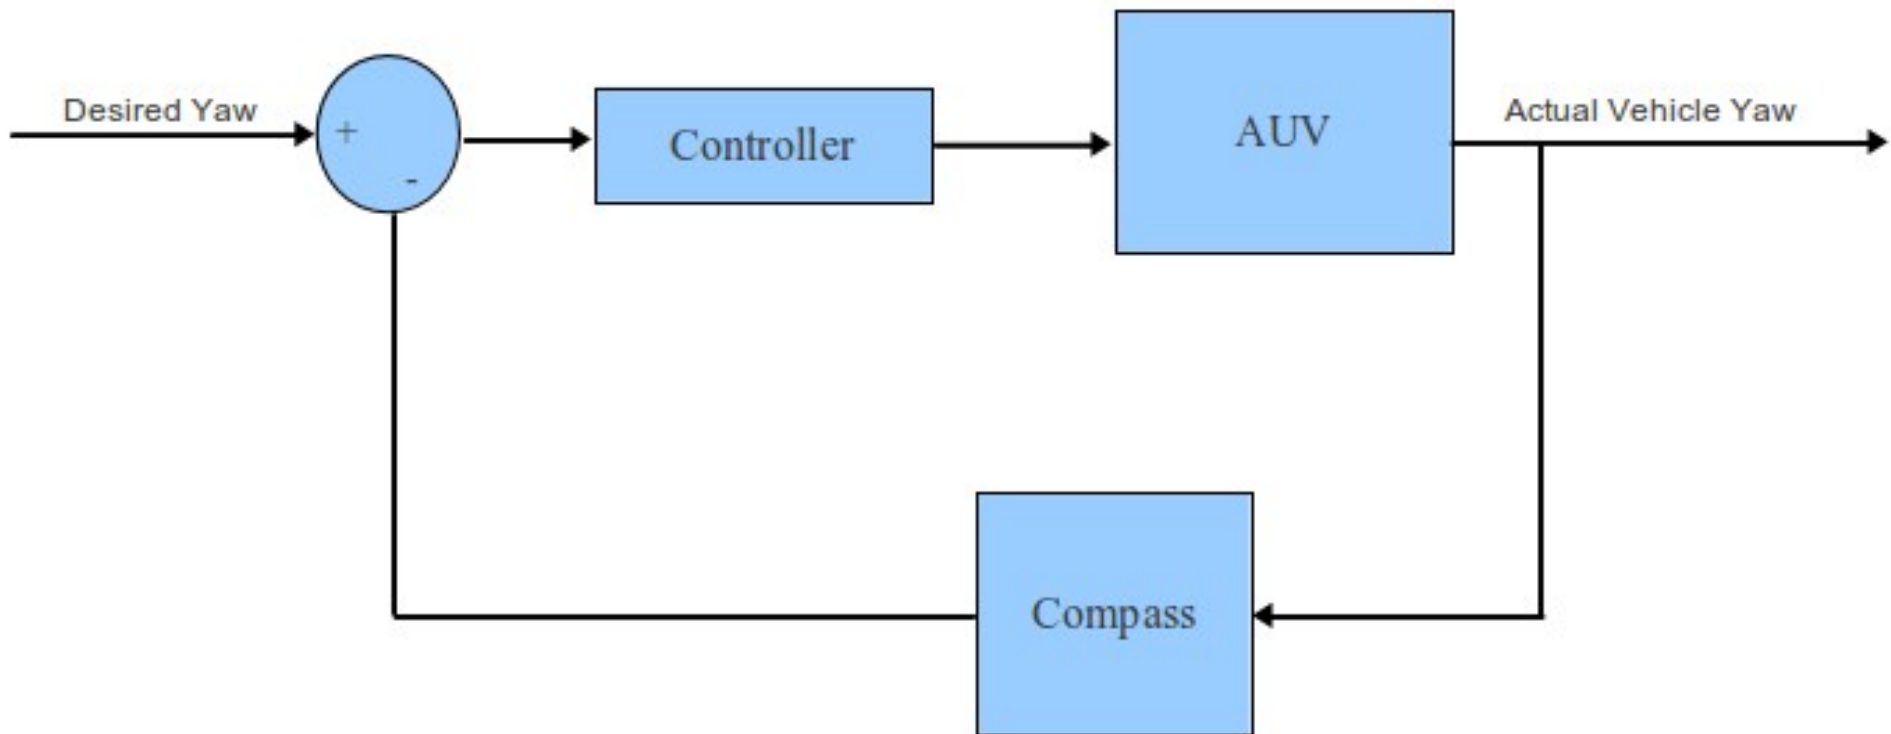 Desired Yaw
+
-
Controller
AUV
Actual Vehicle Yaw
Compass